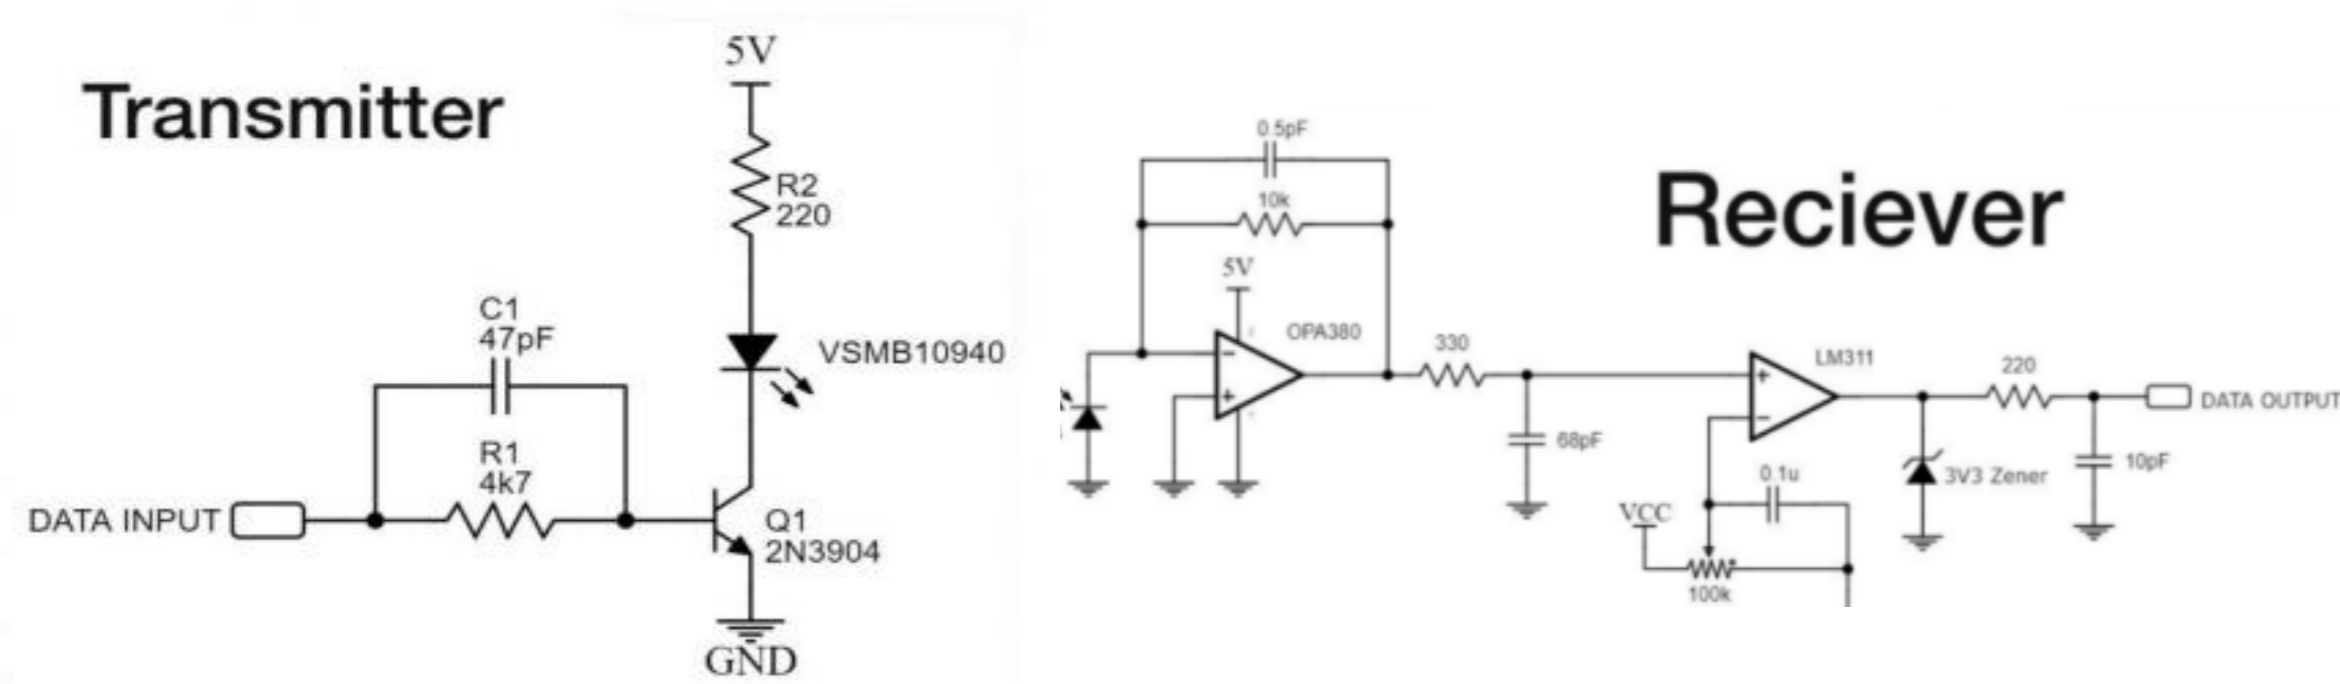 Transmitter
5V
R2
220
VSMB10940
C1
47pF
R1
4k7
DATA INPUT
Q1
2N3904
GND
Reciever
0.5pF
10k
5V
OPA380
-
+
330
68pF
LM311
+
-
0.1u
VCC
100k
220
3V3 Zener
10pF
DATA OUTPUT